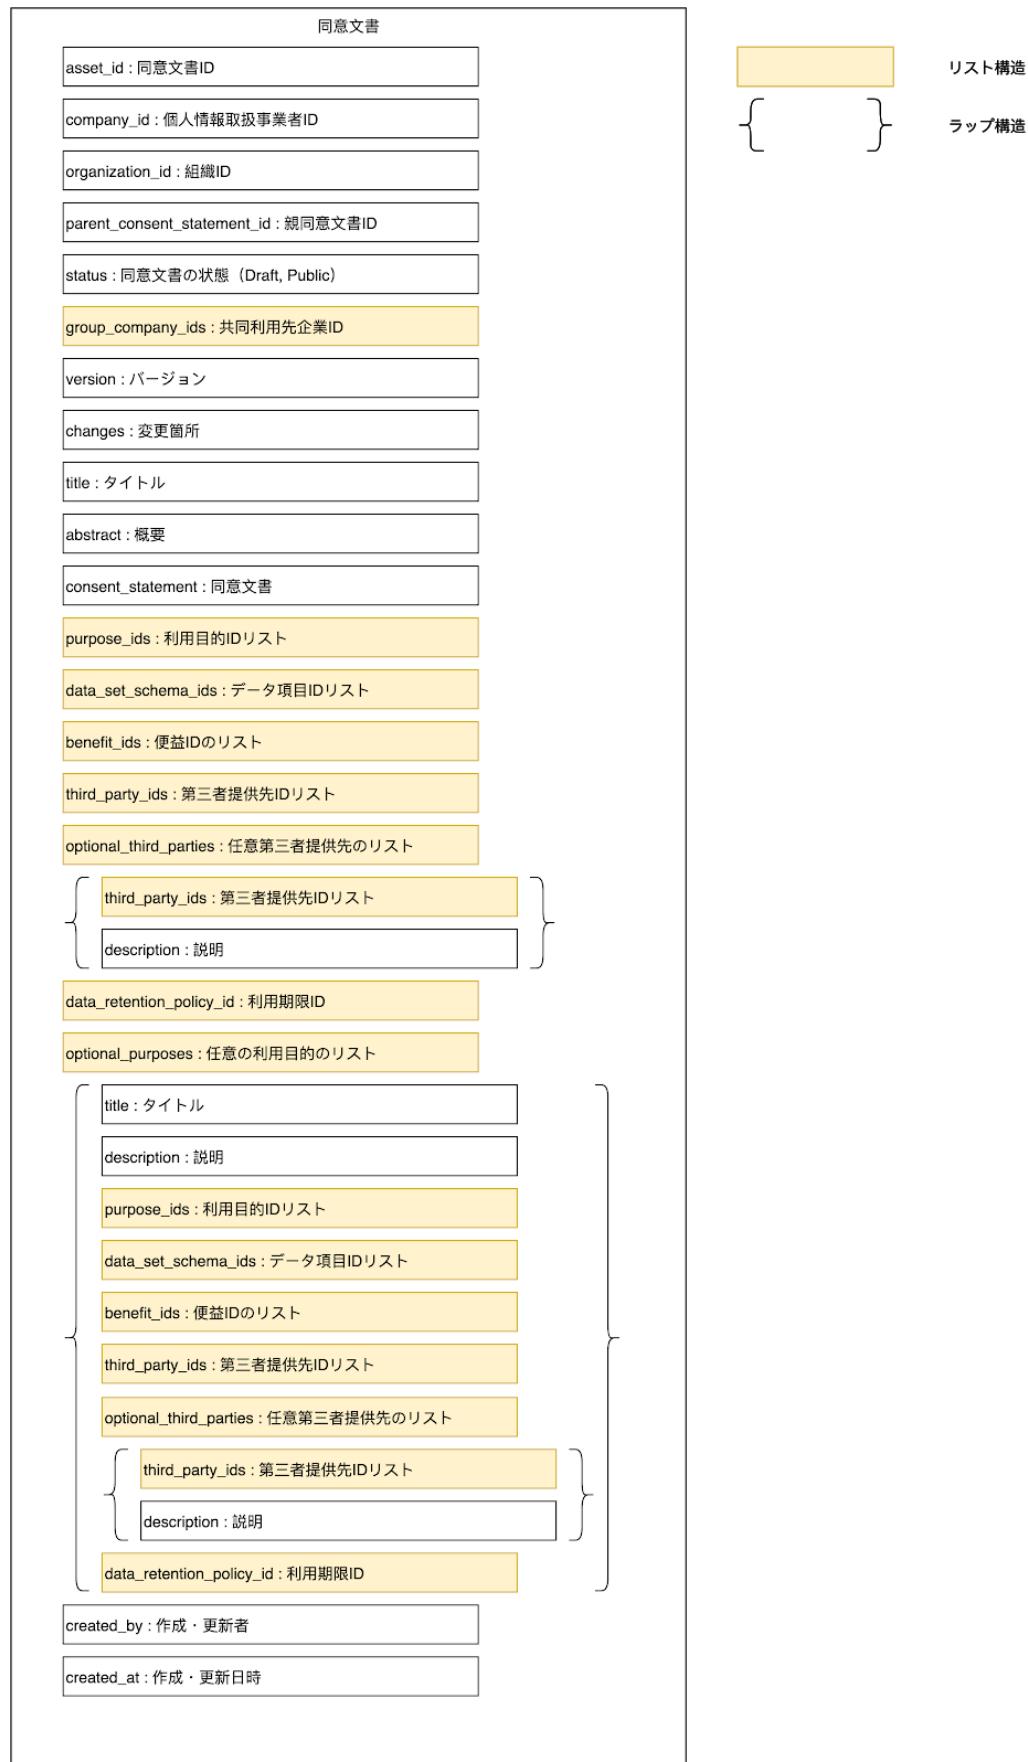 同意文書
asset_id : 同意文書ID
company_id : 個人情報取扱事業者ID
organization_id : 組織ID
parent_consent_statement_id : 親同意文書ID
status : 同意文書の状態（Draft, Public）
group_company_ids : 共同利用先企業ID
version : バージョン
changes : 変更箇所
title : タイトル
abstract : 概要
consent_statement : 同意文書
purpose_ids : 利用目的IDリスト
data_set_schema_ids : データ項目IDリスト
benefit_ids : 便益IDのリスト
third_party_ids : 第三者提供先IDリスト
optional_third_parties : 任意第三者提供先のリスト
third_party_ids : 第三者提供先IDリスト
description : 説明
data_retention_policy_id : 利用期限ID
optional_purposes : 任意の利用目的のリスト
title : タイトル
description : 説明
purpose_ids : 利用目的IDリスト
data_set_schema_ids : データ項目IDリスト
benefit_ids : 便益IDのリスト
third_party_ids : 第三者提供先IDリスト
optional_third_parties : 任意第三者提供先のリスト
third_party_ids : 第三者提供先IDリスト
description : 説明
data_retention_policy_id : 利用期限ID
created_by : 作成・更新者
created_at : 作成・更新日時
リスト構造
ラップ構造